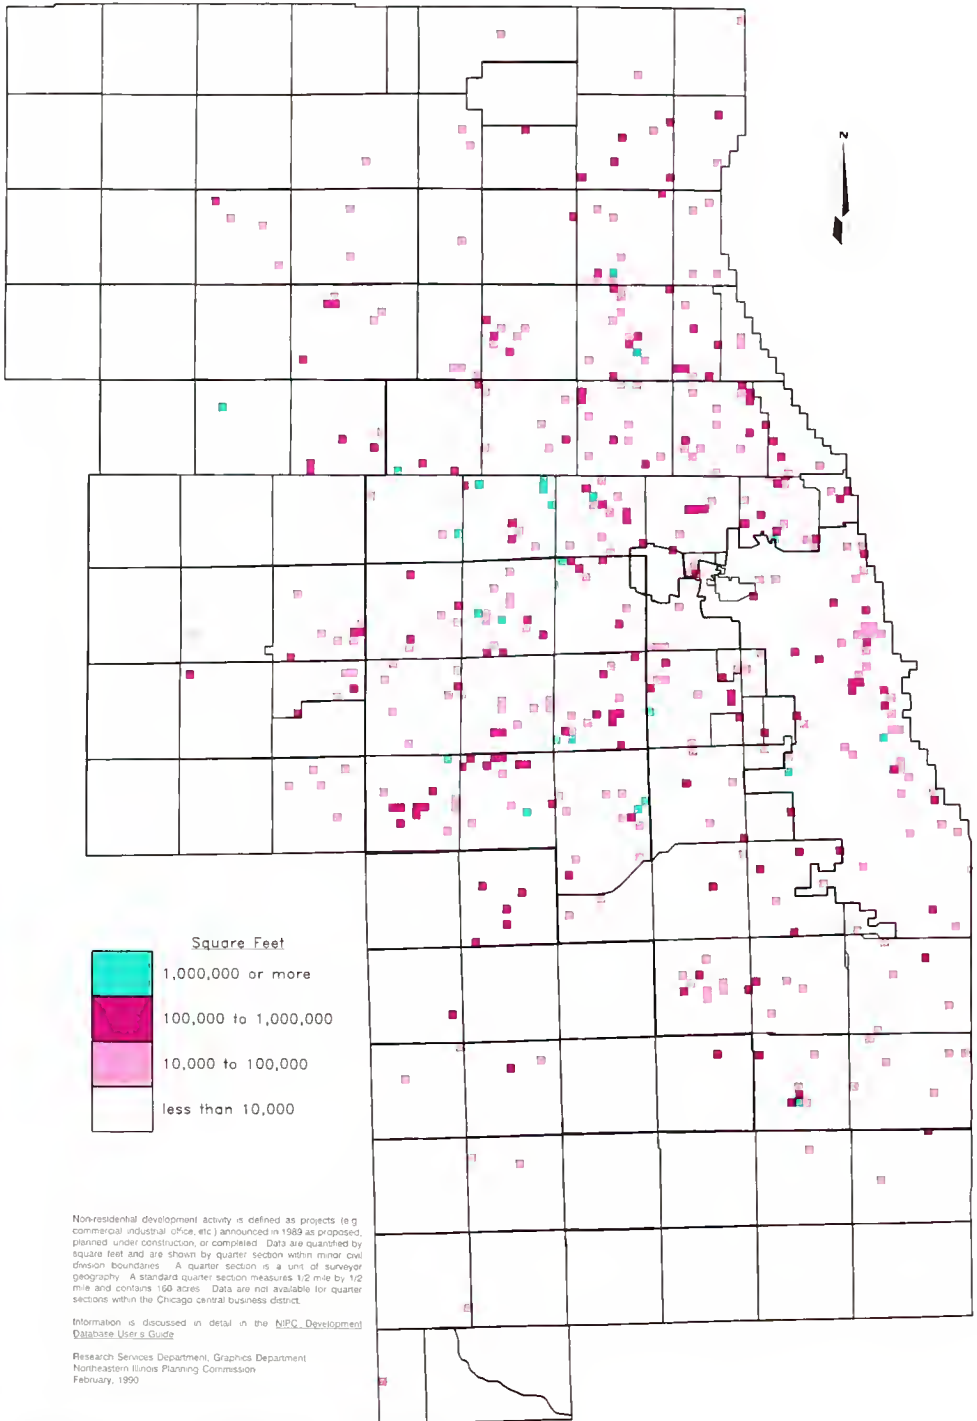 N
Square Feet
1,000,000 or more
100,000 to 1,000,000
10,000 to 100,000
less than 10,000
Non-residential development activity is defined as projects (e.g.
commercial industrial office, etc.) announced in 1989 as proposed,
planned under construction, or completed Data are quantified by
square feet and are shown by quarter section within minor civil
division boundaries A quarter section is a unit of surveyor
geography A standard quarter section measures 1/2 mile by 1/2
mile and contains 160 acres Data are not available for quarter
sections within the Chicago central business district.
Information is discussed in detail in the NIPC Development
Database User's Guide
Research Services Department, Graphics Department
Northeastern Illinois Planning Commission
February, 1990